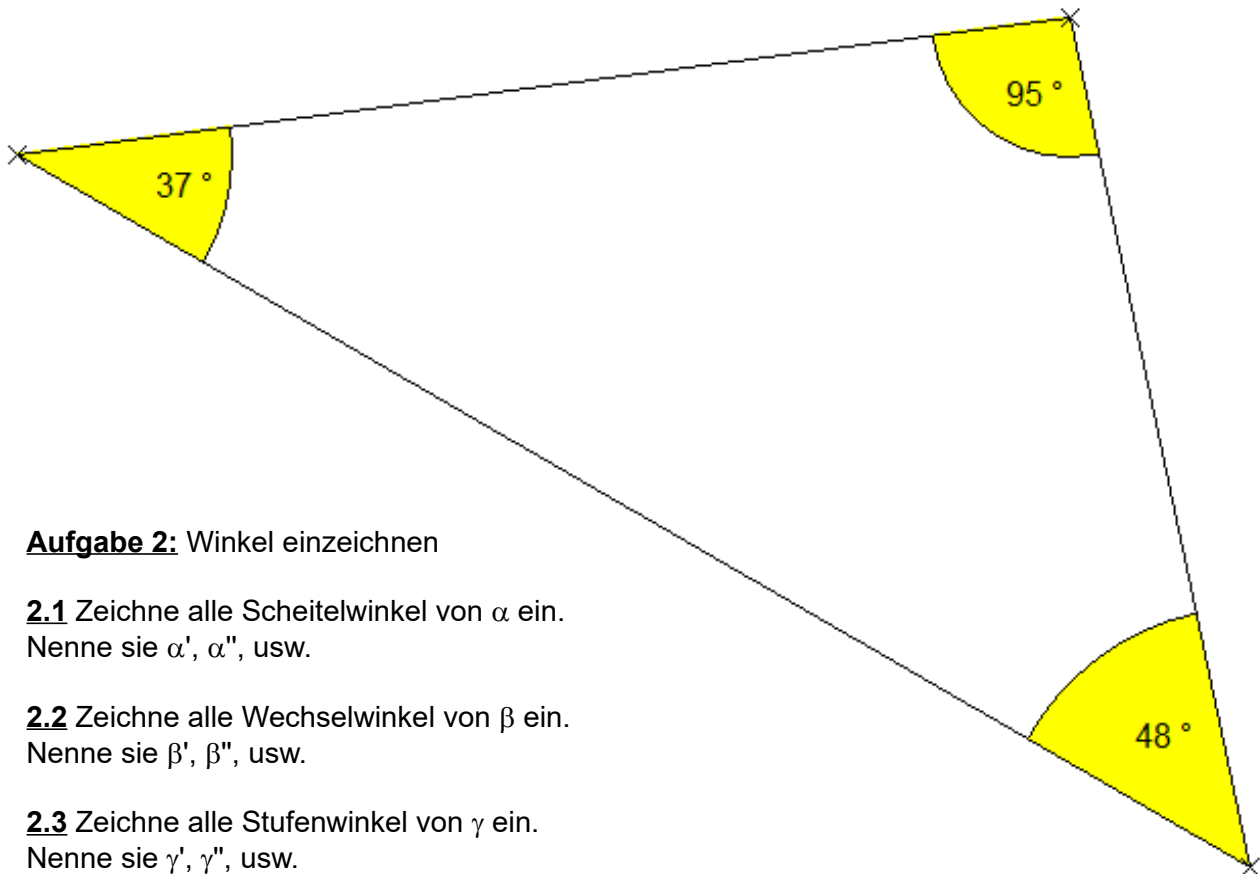 95 °
37 °
Aufgabe 2: Winkel einzeichnen
2.1 Zeichne alle Scheitelwinkel von α ein.
Nenne sie α', α'', usw.
2.2 Zeichne alle Wechselwinkel von β ein.
Nenne sie β', β'', usw.
48 °
2.3 Zeichne alle Stufenwinkel von γ ein.
Nenne sie γ', γ'', usw.